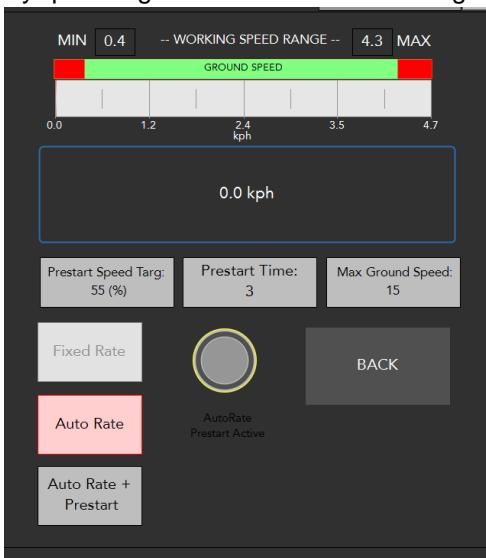 MIN 0.4 -- WORKING SPEED RANGE -- 4.3 MAX
GROUND SPEED
0.0 1.2 2.4 3.5 4.7
kph
0.0 kph
Prestart Speed Targ:
55 (%)
Prestart Time:
3
Max Ground Speed:
15
Fixed Rate
BACK
Auto Rate
AutoRate
Prestart Active
Auto Rate +
Prestart